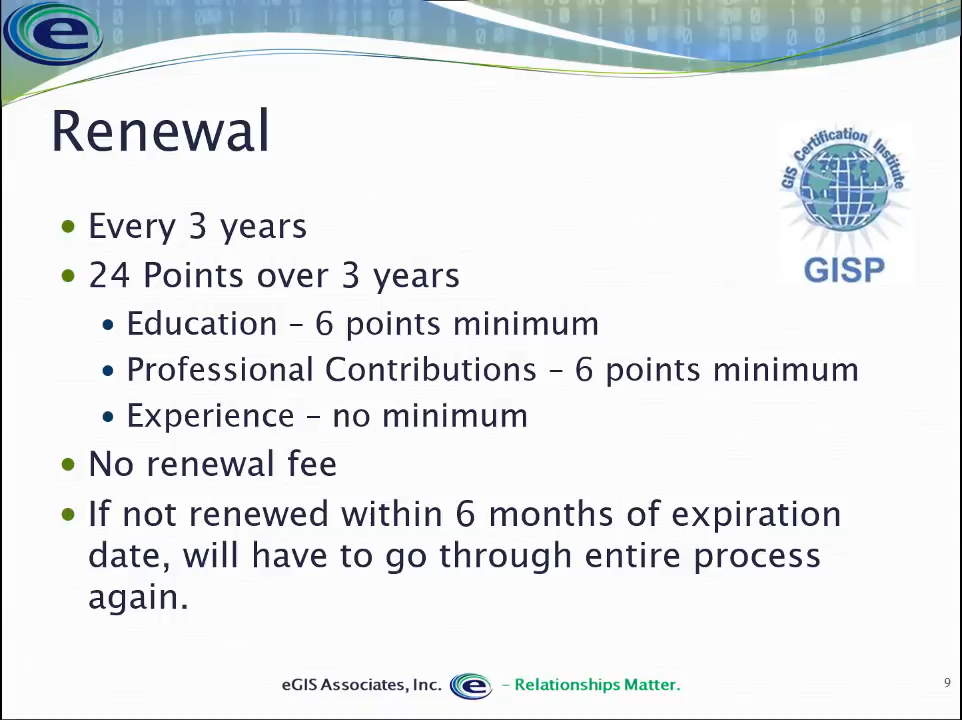 e
Renewal
GIS Certification Institute
GISP
• Every 3 years
• 24 Points over 3 years
• Education – 6 points minimum
• Professional Contributions – 6 points minimum
• Experience – no minimum
• No renewal fee
• If not renewed within 6 months of expiration
date, will have to go through entire process
again.
eGIS Associates, Inc. e – Relationships Matter.
9